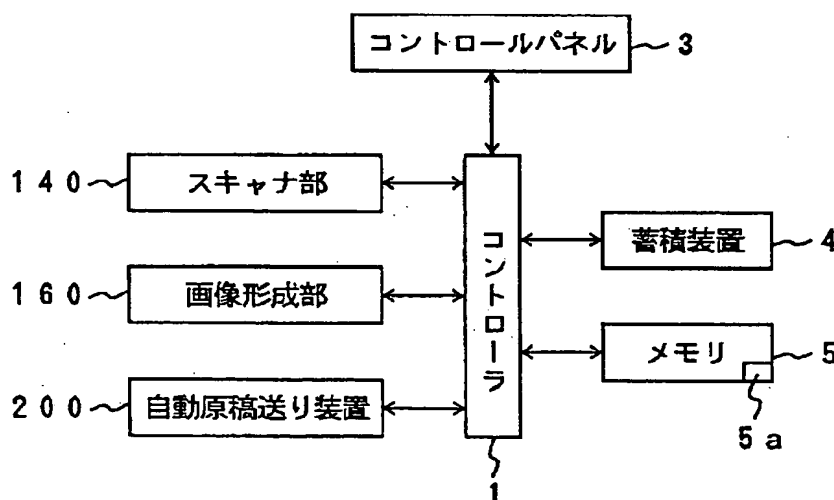 コントロールパネル 3
140 スキャナ部
コントローラ
蓄積装置 4
160 画像形成部
メモリ 5
200 自動原稿送り装置
5a
1